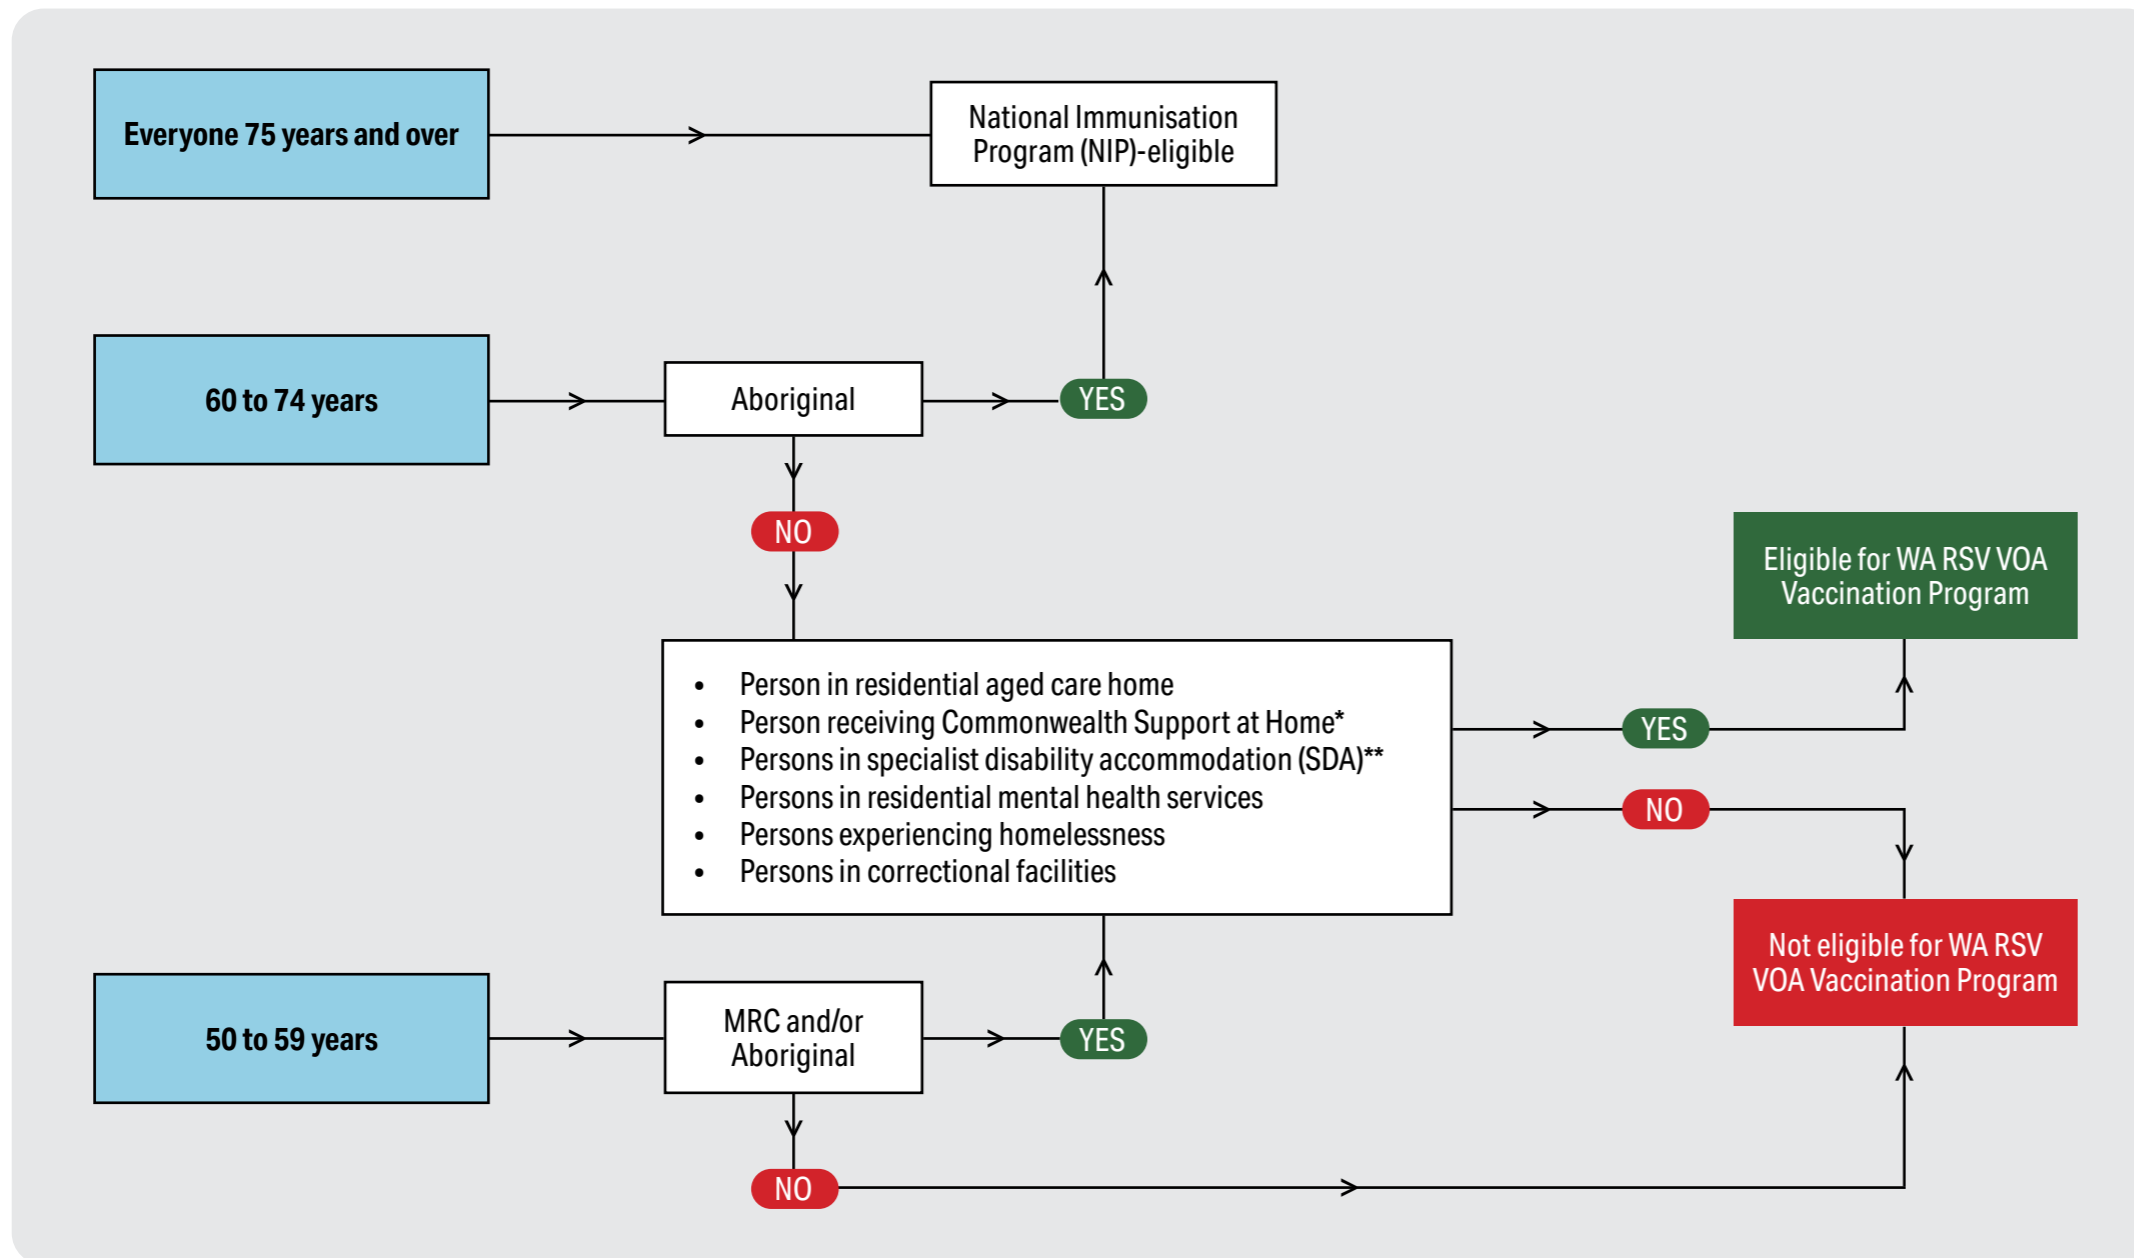 Everyone 75 years and over
National Immunisation
Program (NIP)-eligible
60 to 74 years
Aboriginal
YES
NO
• Person in residential aged care home
• Person receiving Commonwealth Support at Home*
• Persons in specialist disability accommodation (SDA)**
• Persons in residential mental health services
• Persons experiencing homelessness
• Persons in correctional facilities
YES
NO
Eligible for WA RSV VOA
Vaccination Program
Not eligible for WA RSV
VOA Vaccination Program
50 to 59 years
MRC and/or
Aboriginal
YES
NO